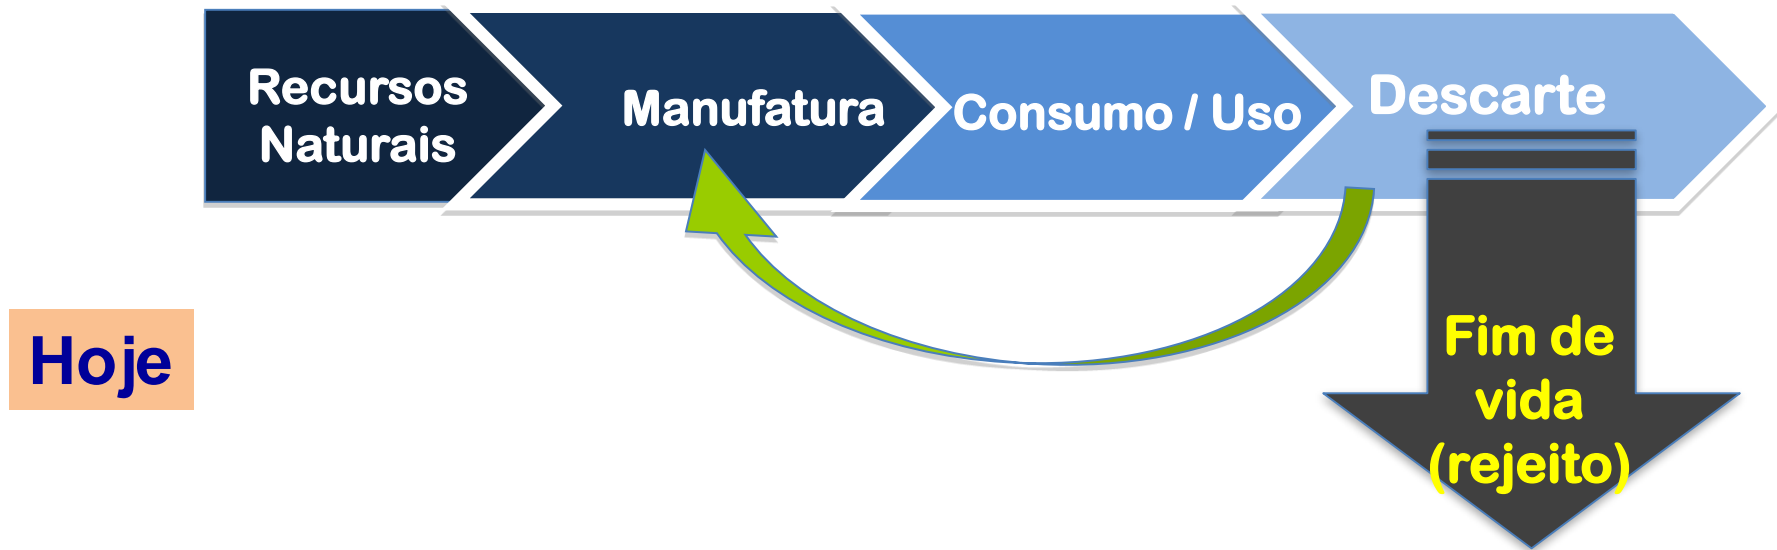 Recursos
Naturais
Manufatura
Consumo / Uso
Descarte
Hoje
Fim de
vida
(rejeito)